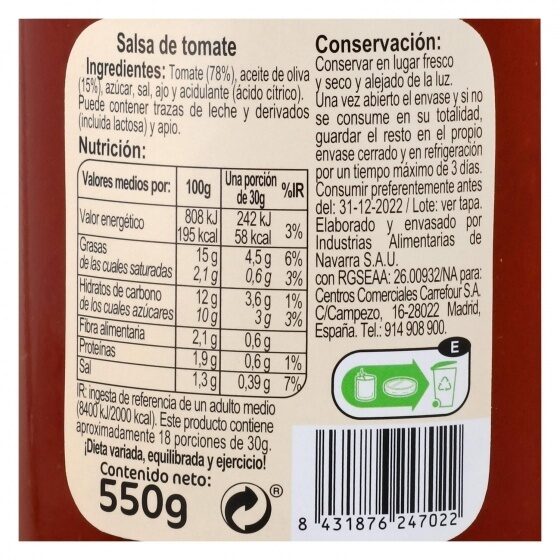 Salsa de tomate
Ingredientes: Tomate (78%), aceite de oliva
(15%), azúcar, sal, ajo y acidulante (ácido cítrico).
Puede contener trazas de leche y derivados
(incluida lactosa) y apio.
Nutrición:
Valores medios por: 100g Una porción de 30g %IR
Valor energético 808 kJ 242 kJ
195 kcal 58 kcal 3%
Grasas 15 g 4,5 g 6%
de las cuales saturadas 2,1 g 0,6 g 3%
Hidratos de carbono 12 g 3,6 g 1%
de los cuales azúcares 10 g 3 g 3%
Fibra alimentaria 2,1 g 0,6 g
Proteínas 1,9 g 0,6 g 1%
Sal 1,3 g 0,39 g 7%
IR: ingesta de referencia de un adulto medio
(8400 kJ/2000 kcal). Este producto contiene
aproximadamente 18 porciones de 30g.
¡Dieta variada, equilibrada y ejercicio!
Contenido neto:
550g
®
Conservación:
Conservar en lugar fresco
y seco y alejado de la luz.
Una vez abierto el envase y si no
se consume en su totalidad,
guardar el resto en el propio
envase cerrado y en refrigeración
por un tiempo máximo de 3 días.
Consumir preferentemente antes
del: 31-12-2022 / Lote: ver tapa.
Elaborado y envasado por
Industrias Alimentarias de
Navarra S.A.U.
con RGSEAA: 26.00932/NA para:
Centros Comerciales Carrefour S.A.
C/Campezo, 16-28022 Madrid,
España. Tel.: 914 908 900.
E
8 431876 247022